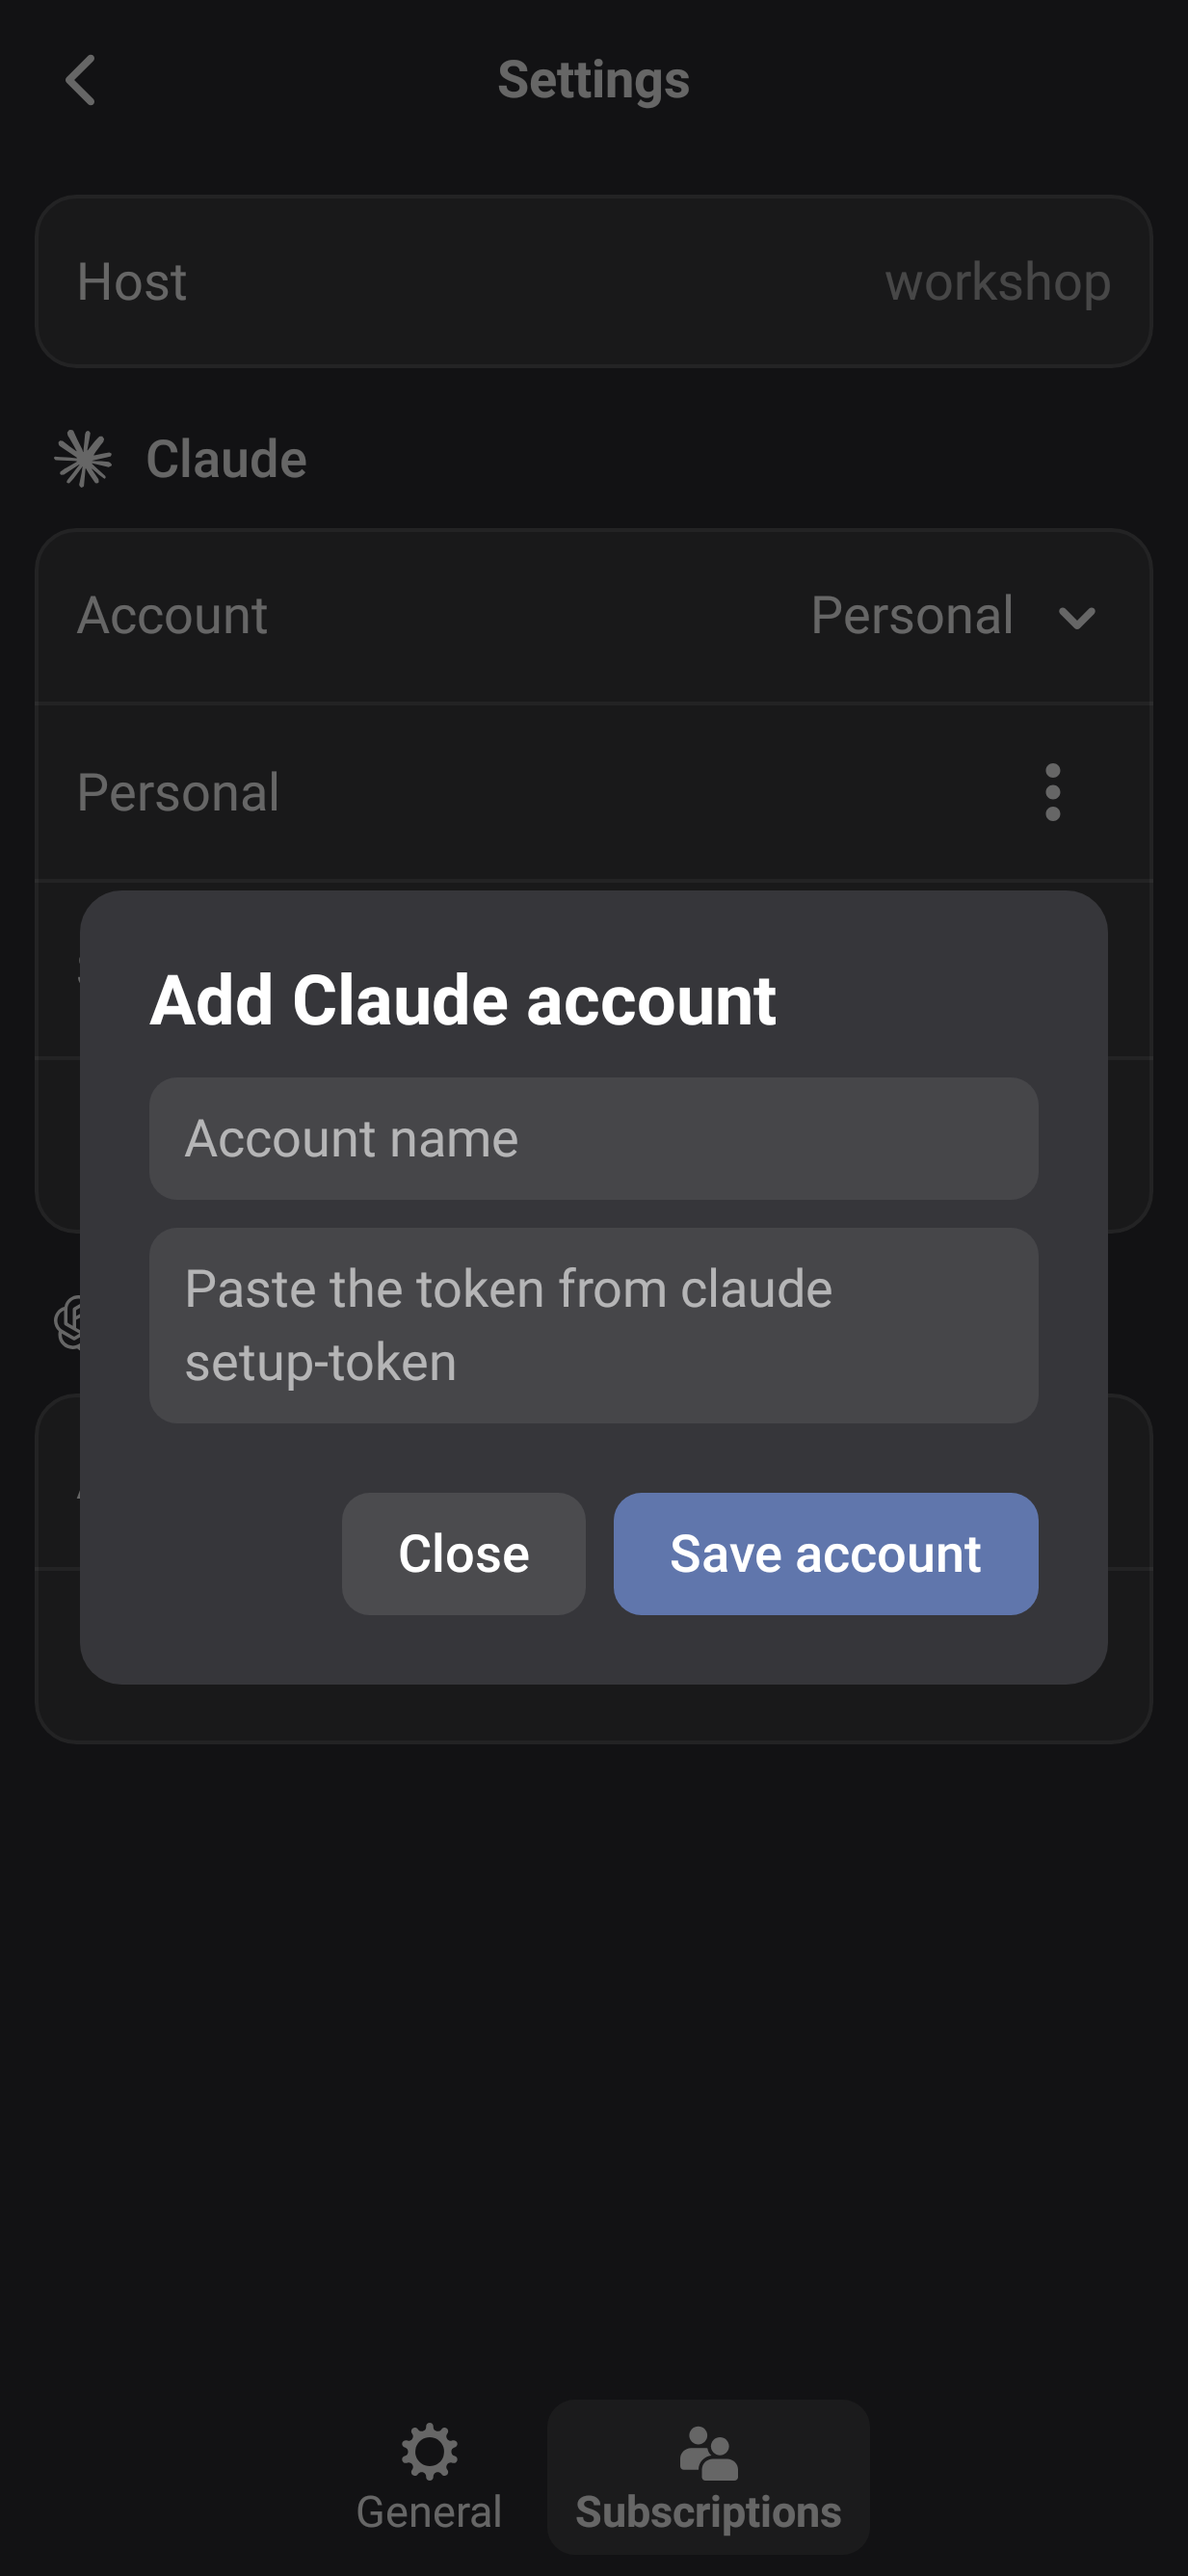 Settings
Host
workshop
Claude
Account
Personal
Personal
Add Claude account
Account name
Paste the token from claude
setup-token
Close
Save account
General
Subscriptions